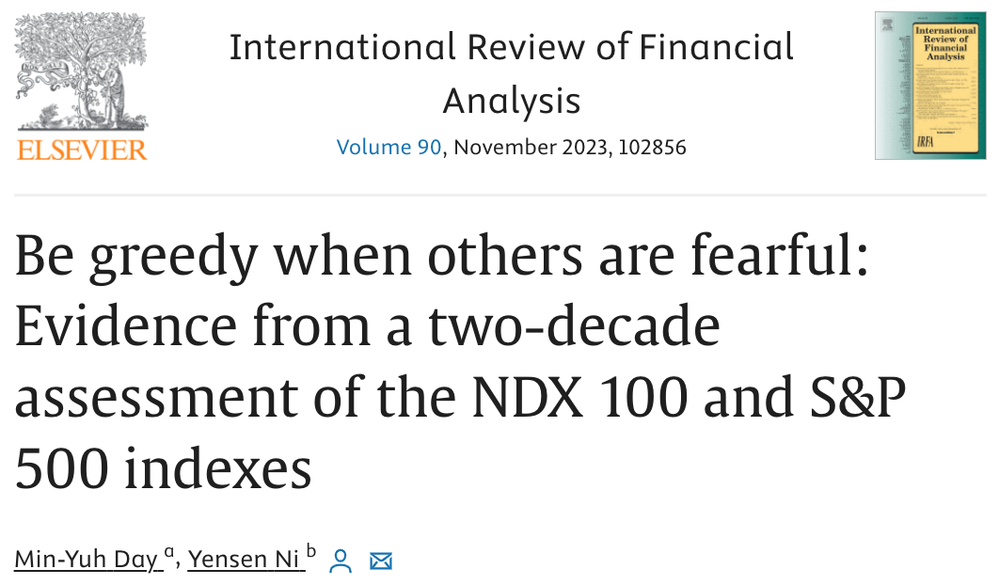 International Review of Financial
Analysis
Volume 90, November 2023, 102856
ELSEVIER
International
Review of
Financial
Analysis
IRFA
Be greedy when others are fearful:
Evidence from a two-decade
assessment of the NDX 100 and S&P
500 indexes
Min-Yuh Day a, Yensen Ni b